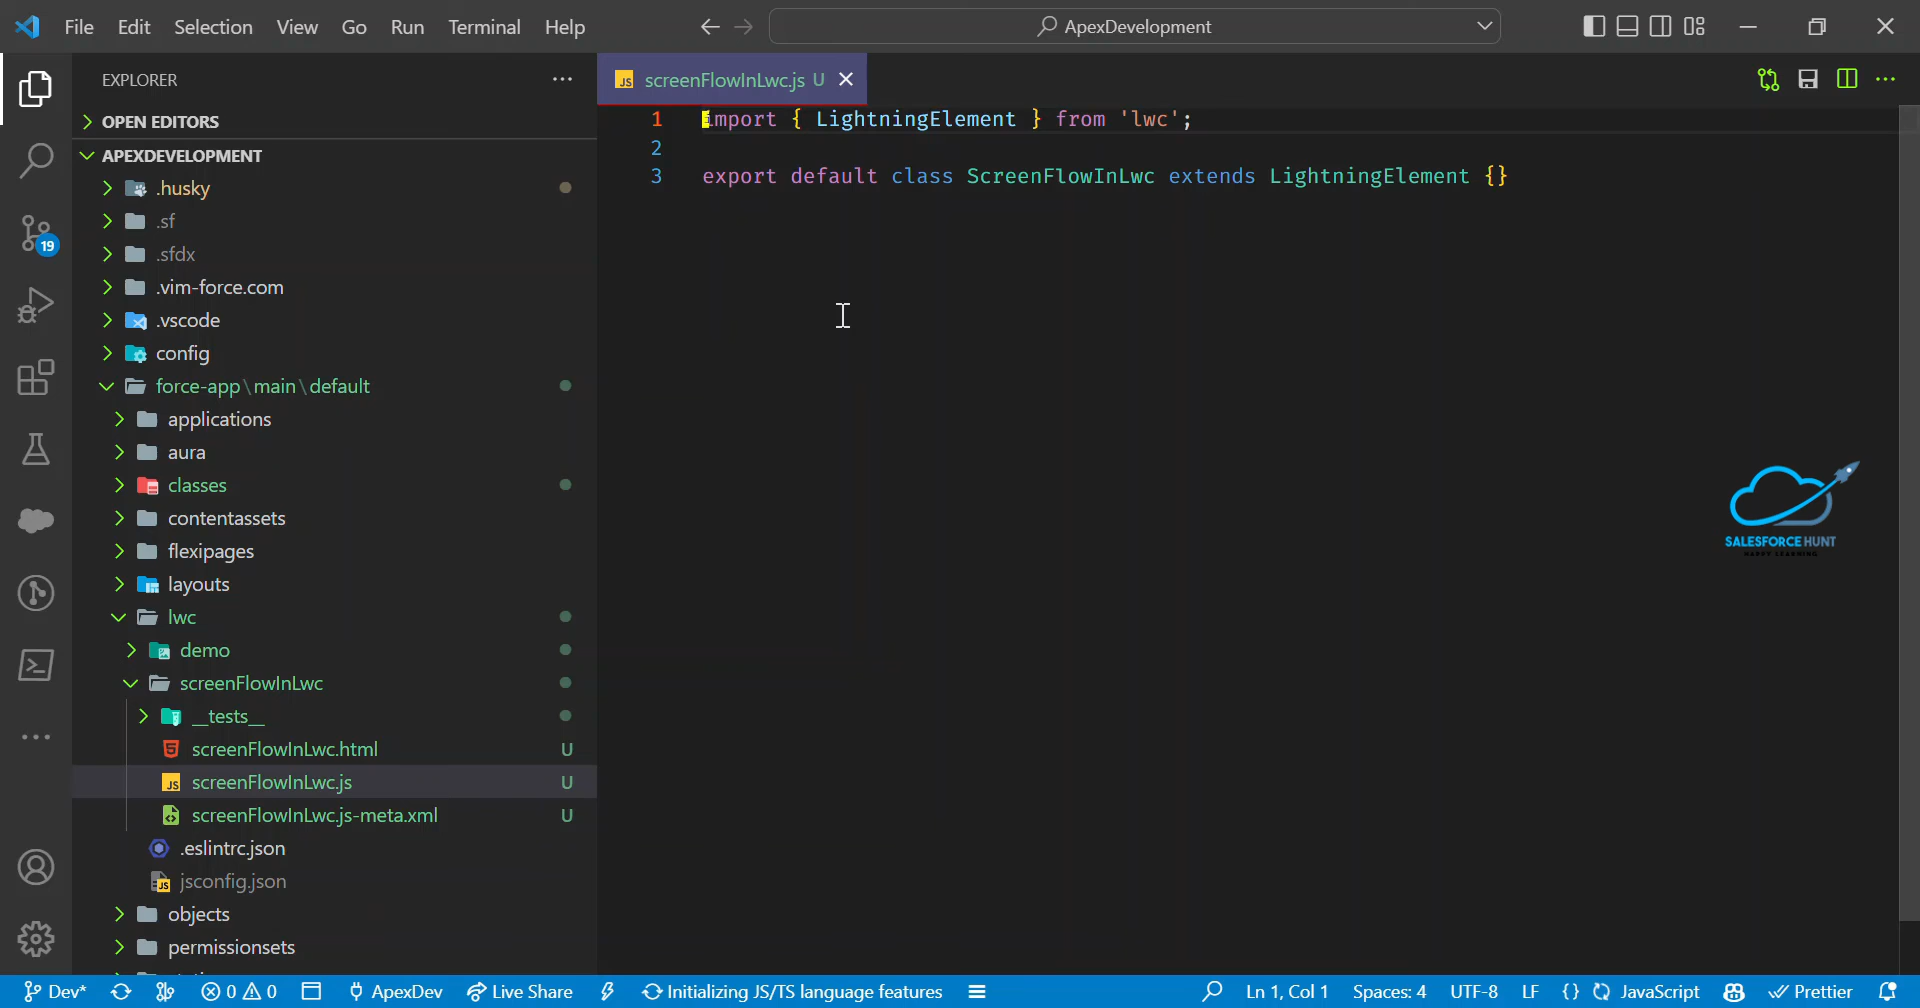 File Edit Selection View Go Run Terminal Help
ApexDevelopment
EXPLORER
OPEN EDITORS
APEXDEVELOPMENT
.husky
.sf
.sfdx
.vim-force.com
.vscode
config
force-app\main\default
applications
aura
classes
contentassets
flexipages
layouts
lwc
demo
screenFlowInLwc
__tests__
screenFlowInLwc.html U
screenFlowInLwc.js U
screenFlowInLwc.js-meta.xml U
.eslintrc.json
jsconfig.json
objects
permissionsets
19
screenFlowInLwc.js U
1 import { LightningElement } from 'lwc';
2
3 export default class ScreenFlowInLwc extends LightningElement {}
SALESFORCE HUNT
HAPPY LEARNING
Dev* 0 0 ApexDev Live Share Initializing JS/TS language features Ln 1, Col 1 Spaces: 4 UTF-8 LF {} JavaScript Prettier